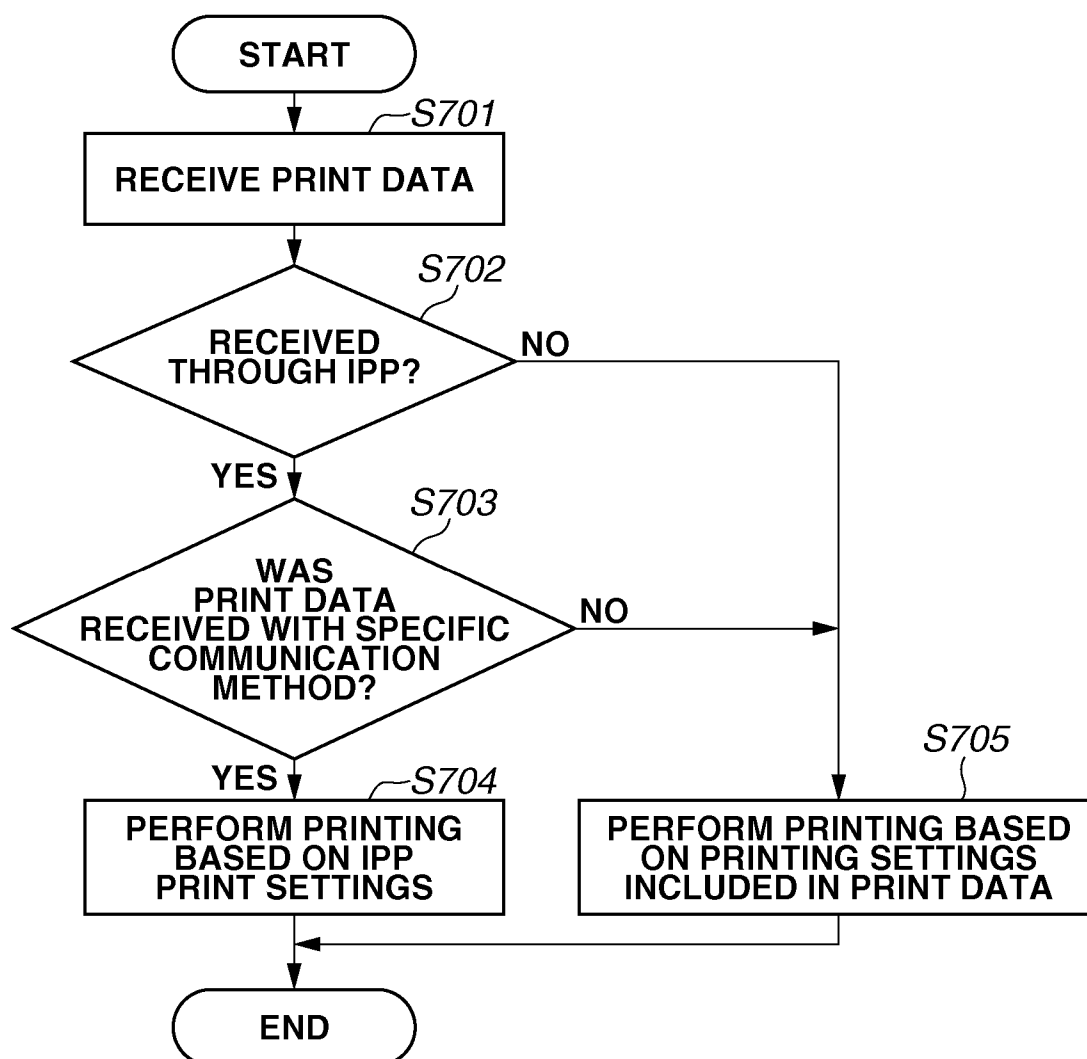 START
S701
RECEIVE PRINT DATA
S702
RECEIVED
THROUGH IPP?
NO
YES
S703
WAS
PRINT DATA
RECEIVED WITH SPECIFIC
COMMUNICATION
METHOD?
NO
YES
S704
PERFORM PRINTING
BASED ON IPP
PRINT SETTINGS
S705
PERFORM PRINTING BASED
ON PRINTING SETTINGS
INCLUDED IN PRINT DATA
END